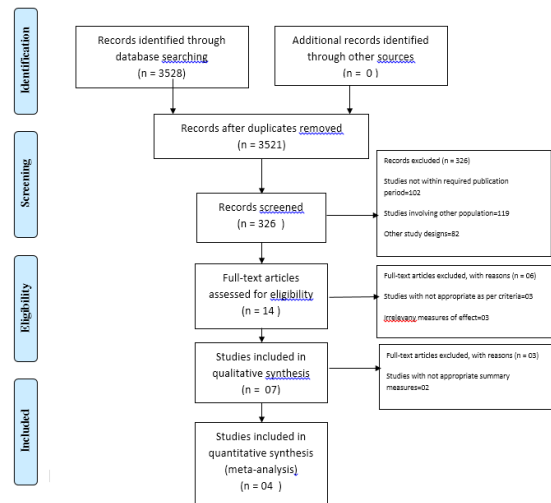 Identification
Records identified through
database searching
(n = 3528)
Additional records identified
through other sources
(n = 0 )
Records after duplicates removed
(n = 3521)
Screening
Records screened
(n = 326 )
Records excluded (n = 326)
Studies not within required publication
period=102
Studies involving other population=119
Other study designs=82
Eligibility
Full-text articles
assessed for eligibility
(n = 14 )
Full-text articles excluded, with reasons (n = 06)
Studies with not appropriate as per criteria=03
irrelevany measures of effect=03
Studies included in
qualitative synthesis
(n = 07)
Full-text articles excluded, with reasons (n = 03)
Studies with not appropriate summary
measures=02
Included
Studies included in
quantitative synthesis
(meta-analysis)
(n = 04 )